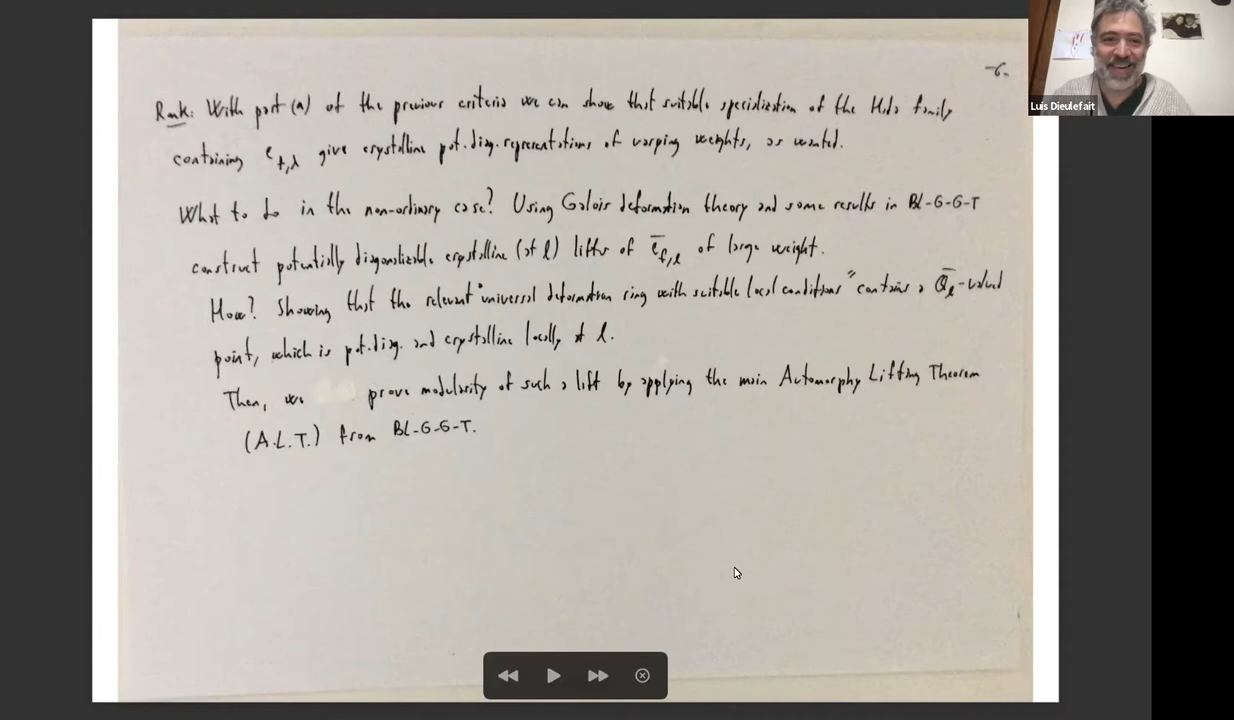 -6-
Rmk: With part (a) of the previous criteria we can show that suitable specialization of the Hida family
containing ρ_{f,λ} give crystalline pot. diag. representations of varying weights, as wanted.
What to do in the non-ordinary case? Using Galois deformation theory and some results in BL-G-G-T
construct potentially diagonalizable crystalline (at ℓ) lifts of ρ̄_{f,ℓ} of large weight.
How? Showing that the relevant "universal deformation ring with suitable local conditions" contains a Q̄_ℓ-valued
point, which is pot. diag. and crystalline locally at ℓ.
Then, we prove modularity of such a lift by applying the main Automorphy Lifting Theorem
(A.L.T.) from BL-G-G-T.
Luis Dieulefait